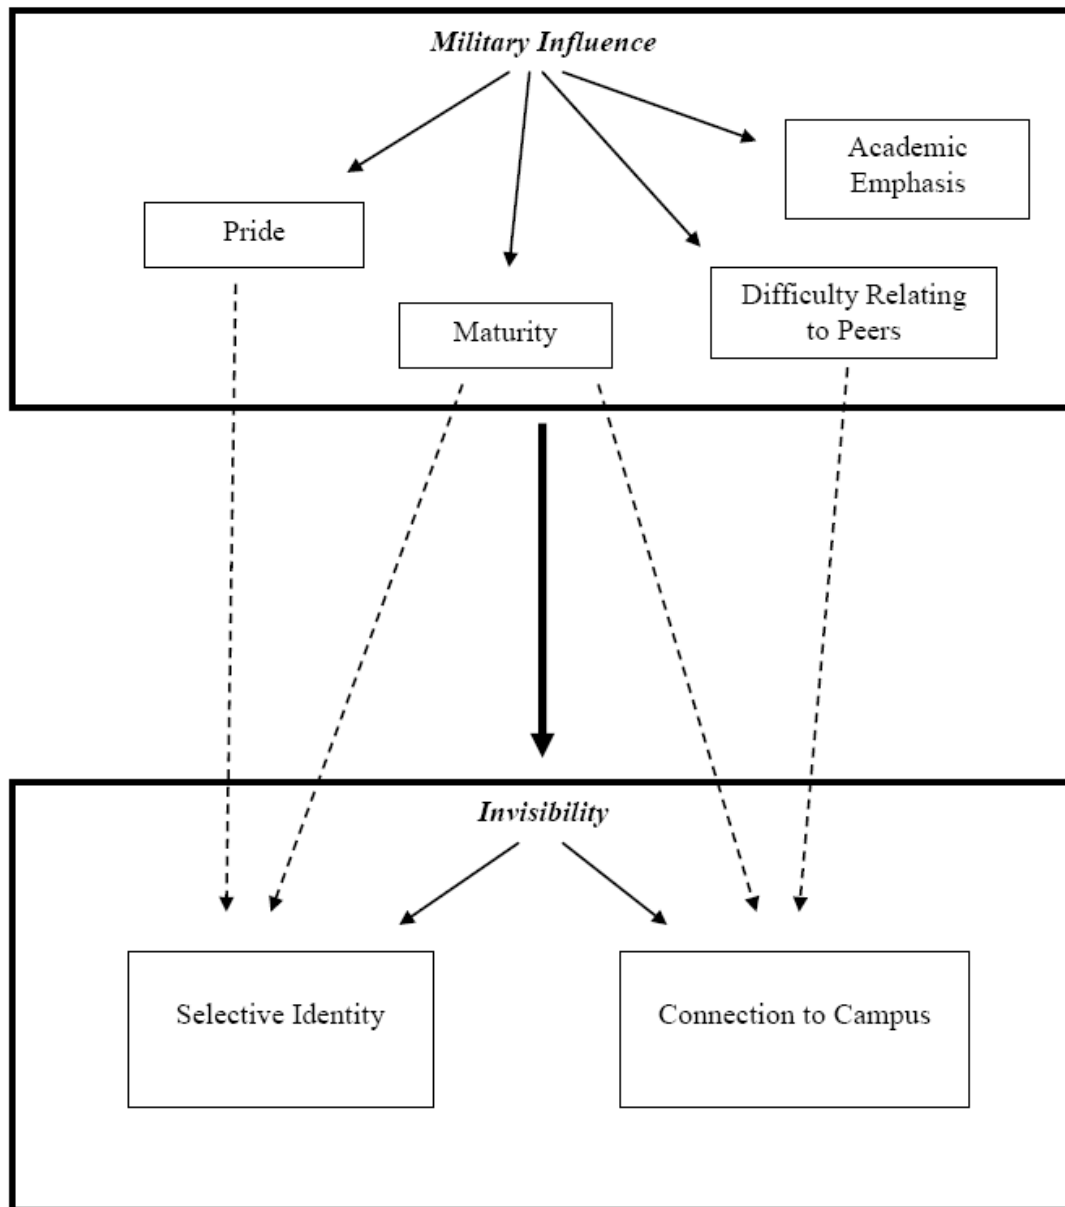 Military Influence
Academic
Emphasis
Pride
Difficulty Relating
to Peers
Maturity
Invisibility
Selective Identity
Connection to Campus